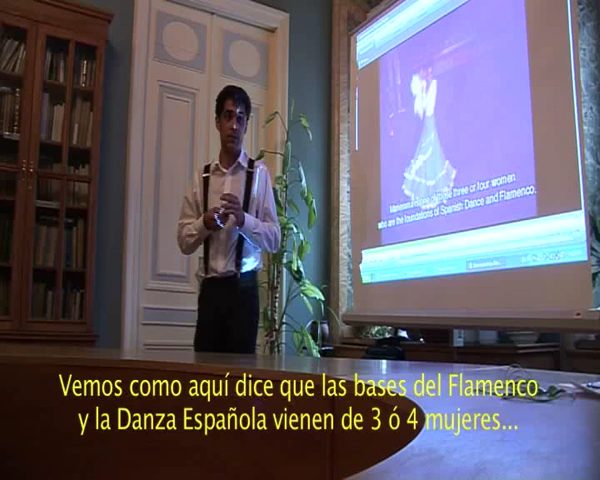 three or four women
who are the foundations of Spanish Dance and Flamenco.
Vemos como aquí dice que las bases del Flamenco
y la Danza Española vienen de 3 ó 4 mujeres...